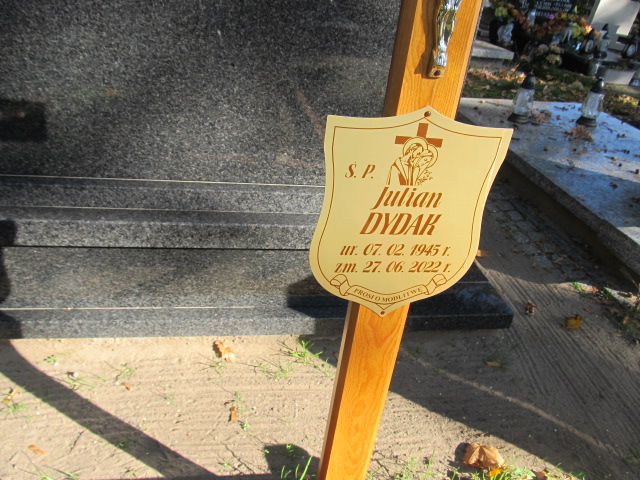 Ś. P.
Julian
DYDAK
ur. 07. 02. 1945 r.
zm. 27. 06. 2022 r.
PROSI O MODLITWĘ